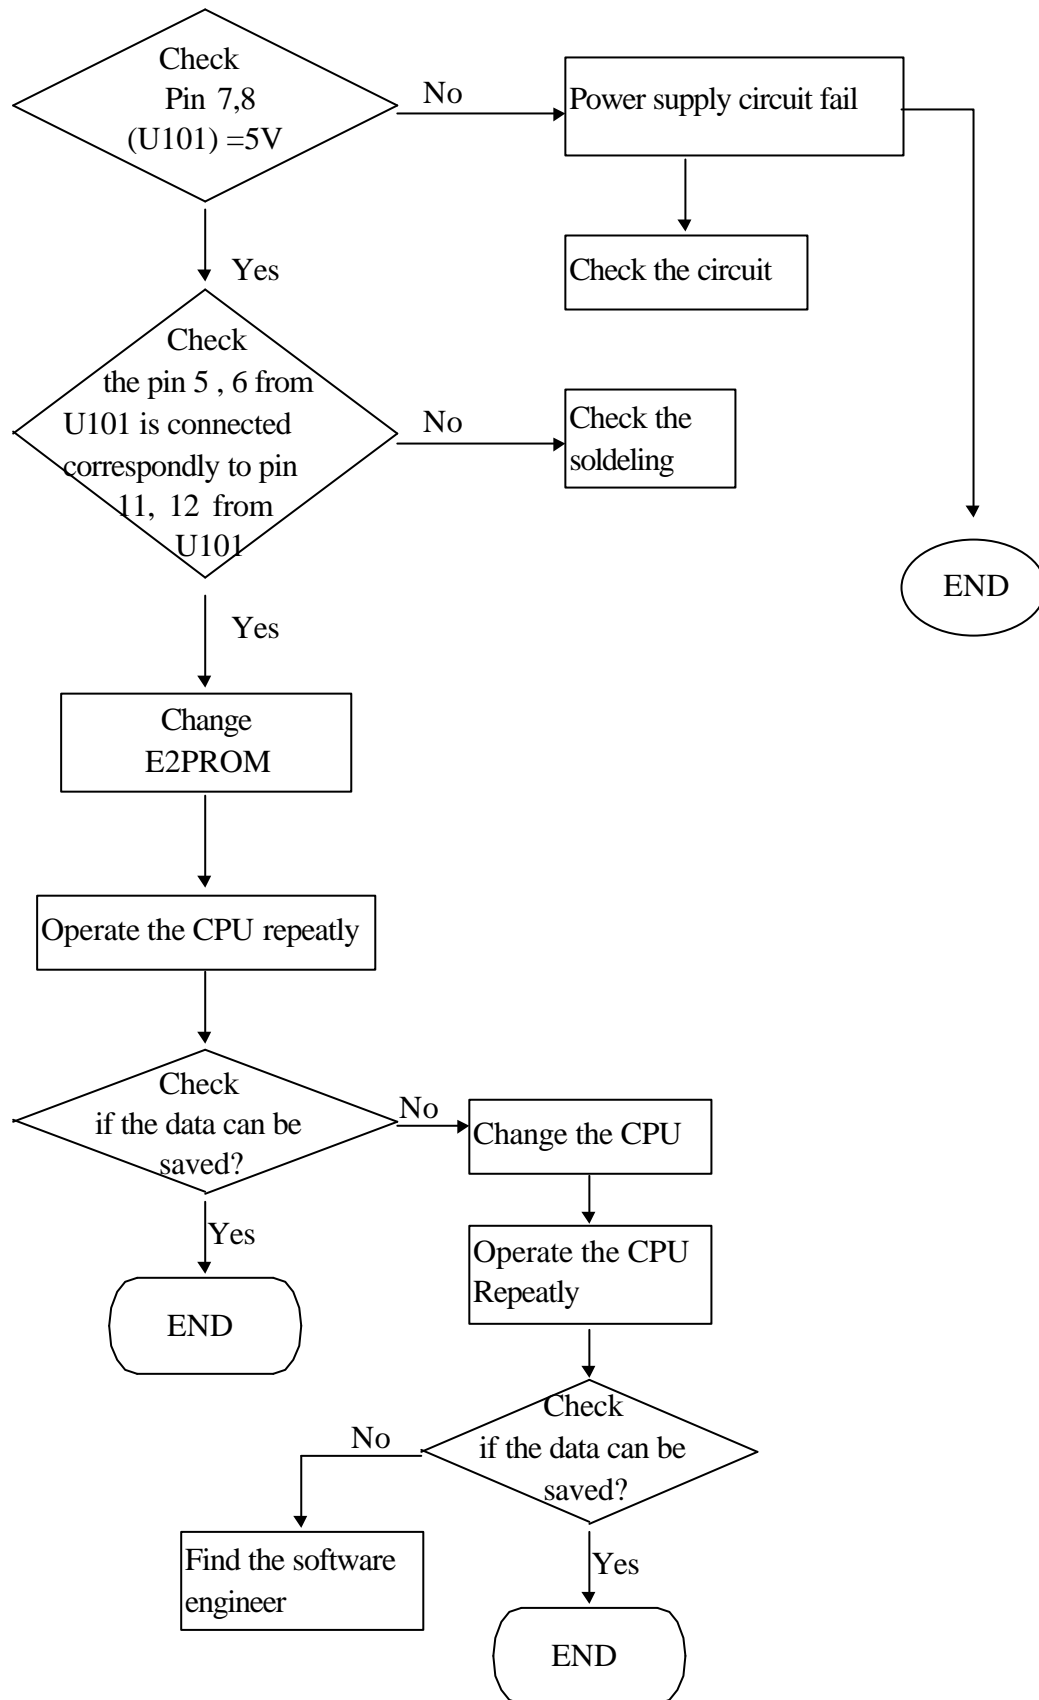 Check
Pin 7,8
(U101) =5V
No
Power supply circuit fail
Yes
Check the circuit
Check
the pin 5 , 6 from
U101 is connected
correspondly to pin
11, 12 from
U101
No
Check the
soldeling
END
Yes
Change
E2PROM
Operate the CPU repeatly
Check
if the data can be
saved?
No
Change the CPU
Yes
Operate the CPU
Repeatly
END
Check
if the data can be
saved?
No
Find the software
engineer
Yes
END